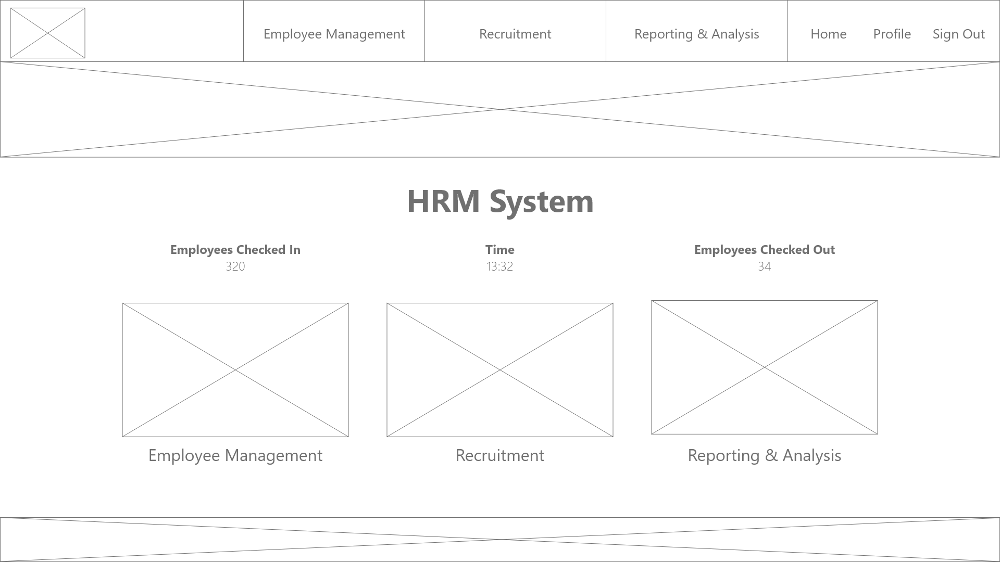 Employee Management
Recruitment
Reporting & Analysis
Home
Profile
Sign Out
HRM System
Employees Checked In
320
Time
13:32
Employees Checked Out
34
Employee Management
Recruitment
Reporting & Analysis